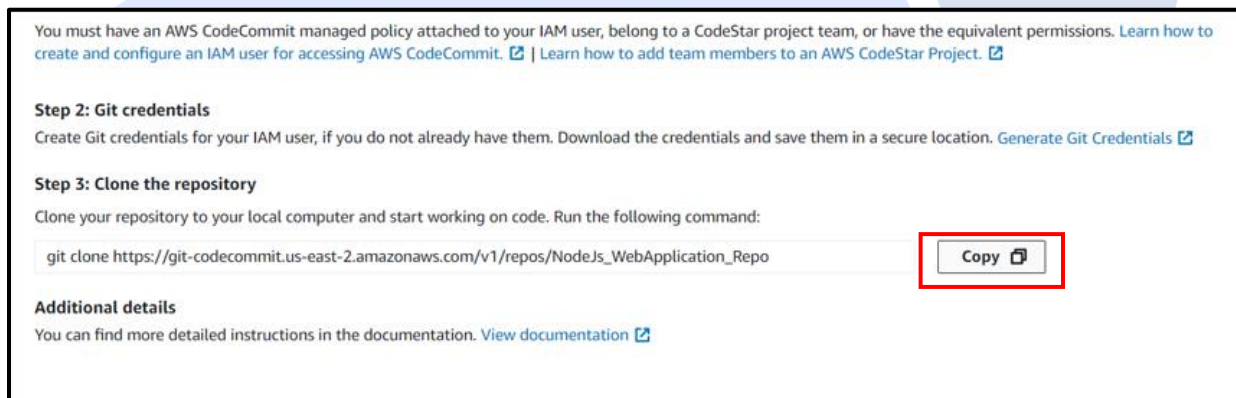 You must have an AWS CodeCommit managed policy attached to your IAM user, belong to a CodeStar project team, or have the equivalent permissions. Learn how to
create and configure an IAM user for accessing AWS CodeCommit. | Learn how to add team members to an AWS CodeStar Project.
Step 2: Git credentials
Create Git credentials for your IAM user, if you do not already have them. Download the credentials and save them in a secure location. Generate Git Credentials
Step 3: Clone the repository
Clone your repository to your local computer and start working on code. Run the following command:
git clone https://git-codecommit.us-east-2.amazonaws.com/v1/repos/NodeJs_WebApplication_Repo Copy
Additional details
You can find more detailed instructions in the documentation. View documentation